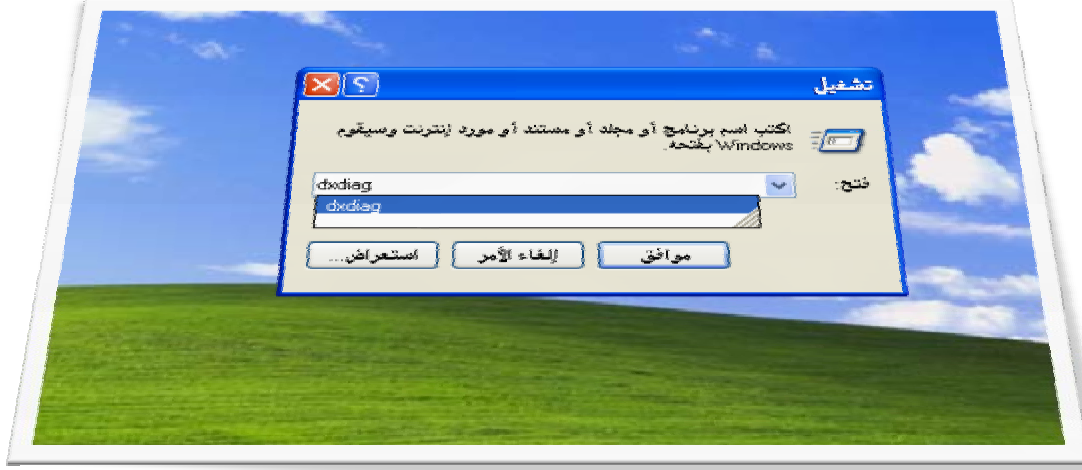 تشغيل
اكتب اسم برنامج أو مجلد أو مستند أو مورد إنترنت وسيقوم
Windows بفتحه.
فتح:
dxdiag
dxdiag
موافق
إلغاء الأمر
استعراض...